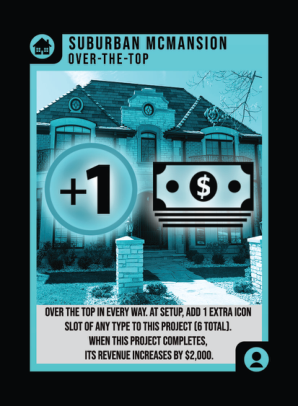 SUBURBAN MCMANSION
OVER-THE-TOP
+1
$
OVER THE TOP IN EVERY WAY. AT SETUP, ADD 1 EXTRA ICON
SLOT OF ANY TYPE TO THIS PROJECT (6 TOTAL).
WHEN THIS PROJECT COMPLETES,
ITS REVENUE INCREASES BY $2,000.